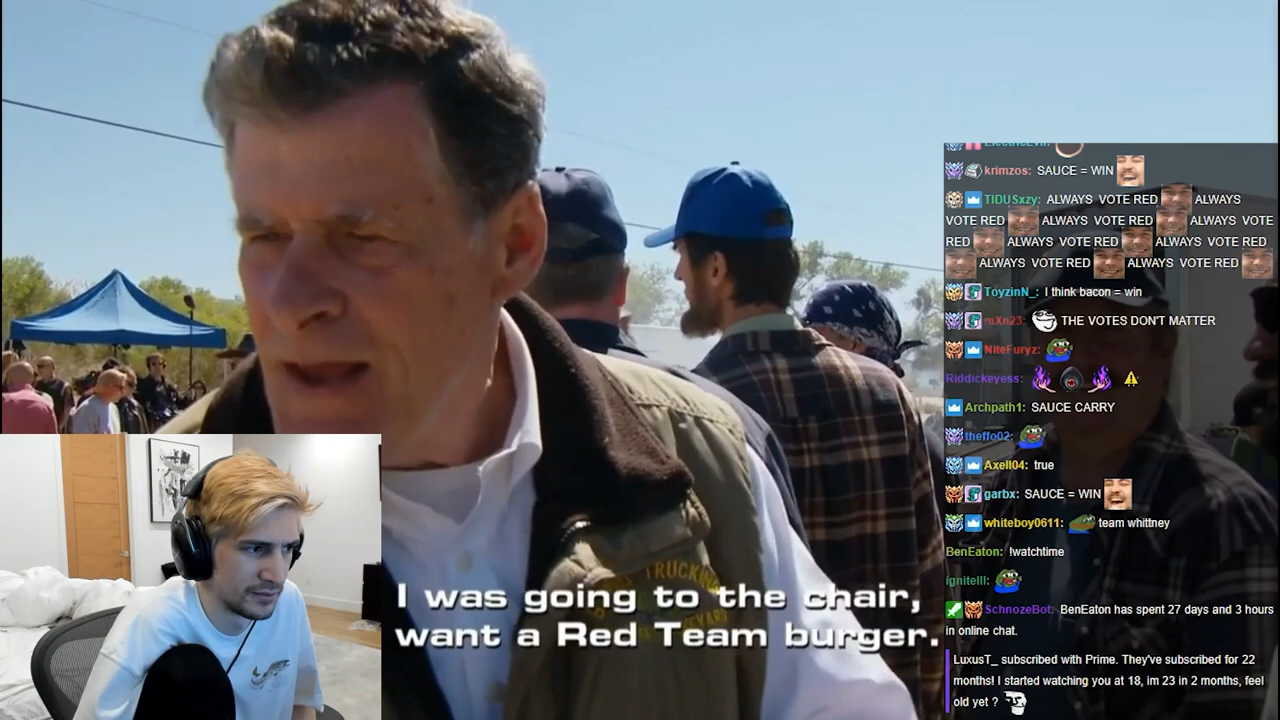 krimzos: SAUCE = WIN
TIDUSxzy: ALWAYS VOTE RED ALWAYS
VOTE RED ALWAYS VOTE RED ALWAYS VOTE
RED ALWAYS VOTE RED ALWAYS VOTE RED
ALWAYS VOTE RED ALWAYS VOTE RED
ToyzinN_: I think bacon = win
mXn23: THE VOTES DON'T MATTER
NiteFuryz:
Riddickeyess:
Archpath1: SAUCE CARRY
theffo02:
Axell04: true
garbx: SAUCE = WIN
whiteboy0611: team whittney
BenEaton: !watchtime
ignitelll:
SchnozeBot: BenEaton has spent 27 days and 3 hours
in online chat.
LuxusT_ subscribed with Prime. They've subscribed for 22
months! I started watching you at 18, im 23 in 2 months, feel
old yet ?
TRUCKING
I was going to the chair,
want a Red Team burger.